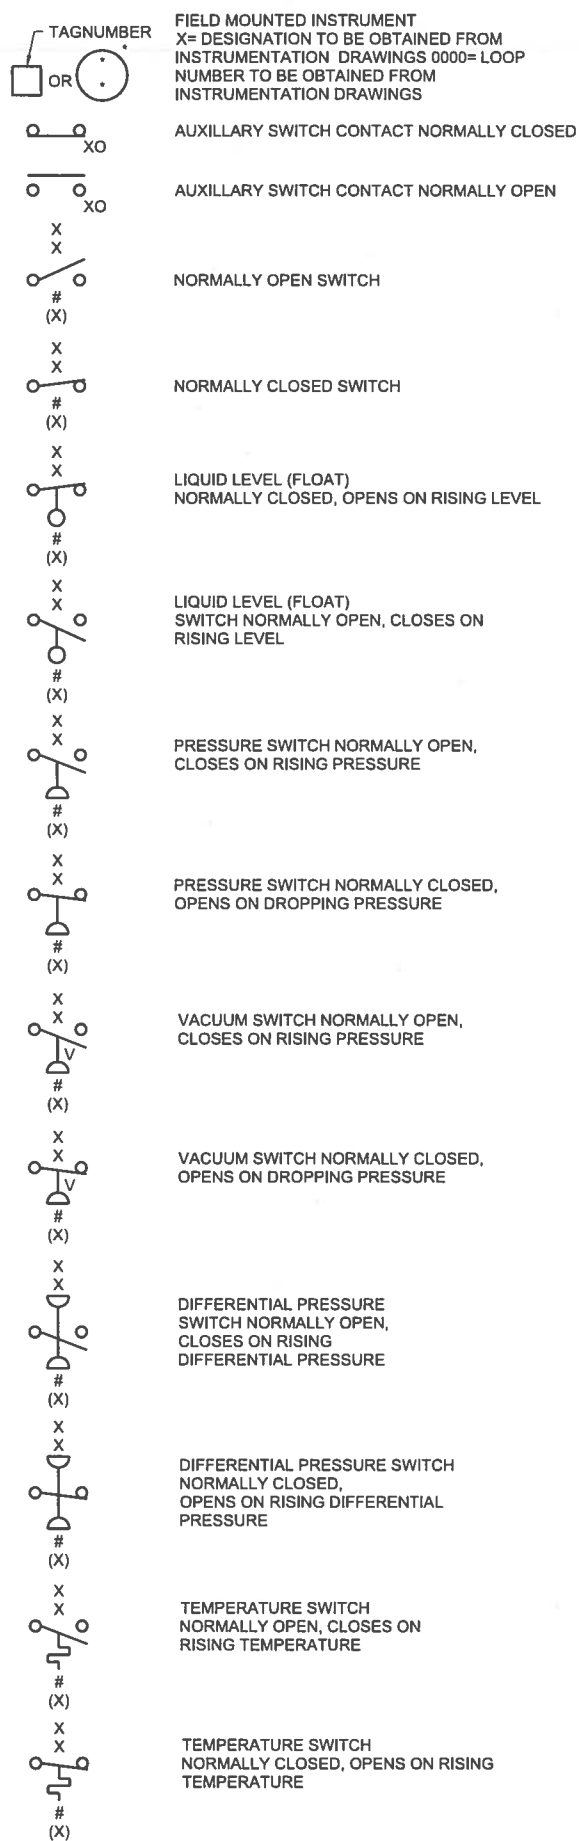 TAGNUMBER
*
*
OR
*
FIELD MOUNTED INSTRUMENT
X= DESIGNATION TO BE OBTAINED FROM
INSTRUMENTATION DRAWINGS 0000= LOOP
NUMBER TO BE OBTAINED FROM
INSTRUMENTATION DRAWINGS
XO
AUXILLARY SWITCH CONTACT NORMALLY CLOSED
XO
AUXILLARY SWITCH CONTACT NORMALLY OPEN
X
X
#
(X)
NORMALLY OPEN SWITCH
X
X
#
(X)
NORMALLY CLOSED SWITCH
X
X
#
(X)
LIQUID LEVEL (FLOAT)
NORMALLY CLOSED, OPENS ON RISING LEVEL
X
X
#
(X)
LIQUID LEVEL (FLOAT)
SWITCH NORMALLY OPEN, CLOSES ON
RISING LEVEL
X
X
#
(X)
PRESSURE SWITCH NORMALLY OPEN,
CLOSES ON RISING PRESSURE
X
X
#
(X)
PRESSURE SWITCH NORMALLY CLOSED,
OPENS ON DROPPING PRESSURE
X
X
V
#
(X)
VACUUM SWITCH NORMALLY OPEN,
CLOSES ON RISING PRESSURE
X
X
V
#
(X)
VACUUM SWITCH NORMALLY CLOSED,
OPENS ON DROPPING PRESSURE
X
X
#
(X)
DIFFERENTIAL PRESSURE
SWITCH NORMALLY OPEN,
CLOSES ON RISING
DIFFERENTIAL PRESSURE
X
X
#
(X)
DIFFERENTIAL PRESSURE SWITCH
NORMALLY CLOSED,
OPENS ON RISING DIFFERENTIAL
PRESSURE
X
X
#
(X)
TEMPERATURE SWITCH
NORMALLY OPEN, CLOSES ON
RISING TEMPERATURE
X
X
#
(X)
TEMPERATURE SWITCH
NORMALLY CLOSED, OPENS ON RISING
TEMPERATURE